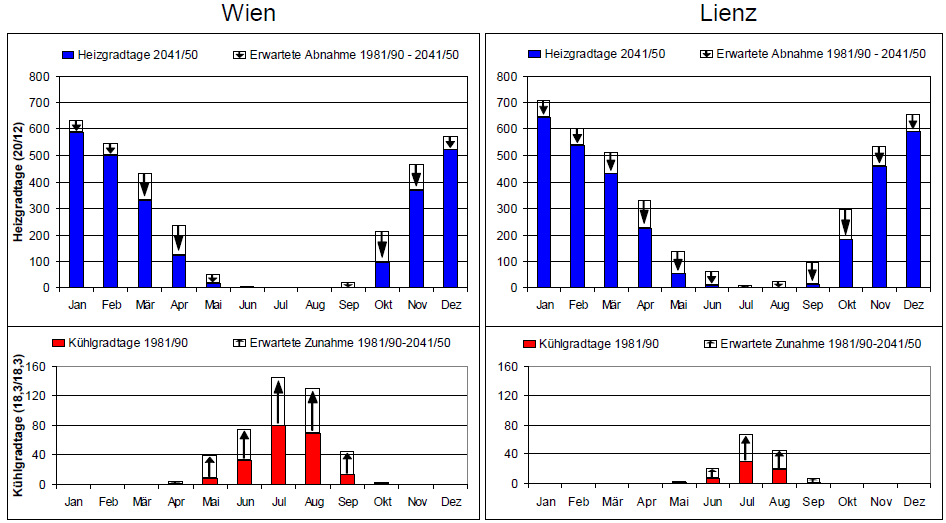 Wien
Lienz
Heizgradtage 2041/50 Erwartete Abnahme 1981/90 - 2041/50
800
700
600
500
400
300
200
100
0
Heizgradtage (20/12)
Jan Feb Mär Apr Mai Jun Jul Aug Sep Okt Nov Dez
Heizgradtage 2041/50 Erwartete Abnahme 1981/90 - 2041/50
800
700
600
500
400
300
200
100
0
Jan Feb Mär Apr Mai Jun Jul Aug Sep Okt Nov Dez
Kühlgradtage 1981/90 Erwartete Zunahme 1981/90-2041/50
160
120
80
40
0
Kühlgradtage (18,3/18,3)
Jan Feb Mär Apr Mai Jun Jul Aug Sep Okt Nov Dez
Kühlgradtage 1981/90 Erwartete Zunahme 1981/90-2041/50
160
120
80
40
0
Jan Feb Mär Apr Mai Jun Jul Aug Sep Okt Nov Dez